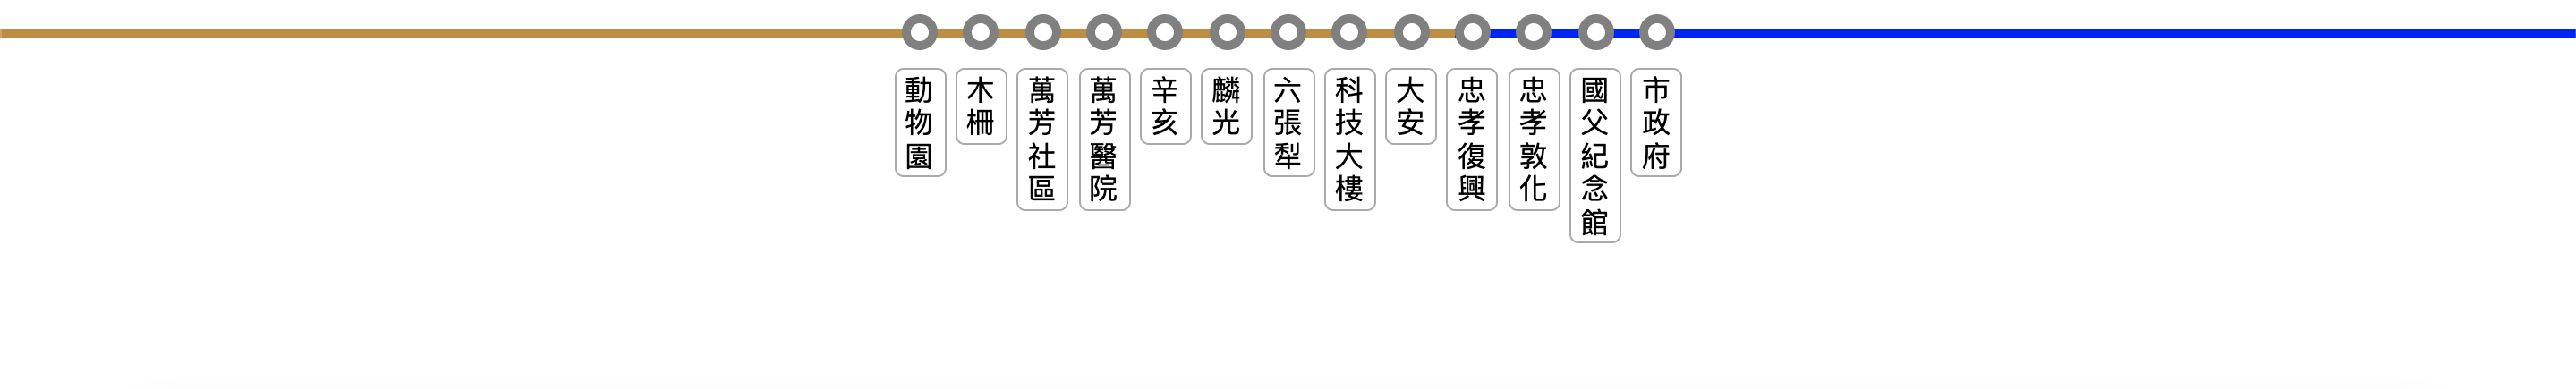 動物園
木柵
萬芳社區
萬芳醫院
辛亥
麟光
六張犁
科技大樓
大安
忠孝復興
忠孝敦化
國父紀念館
市政府